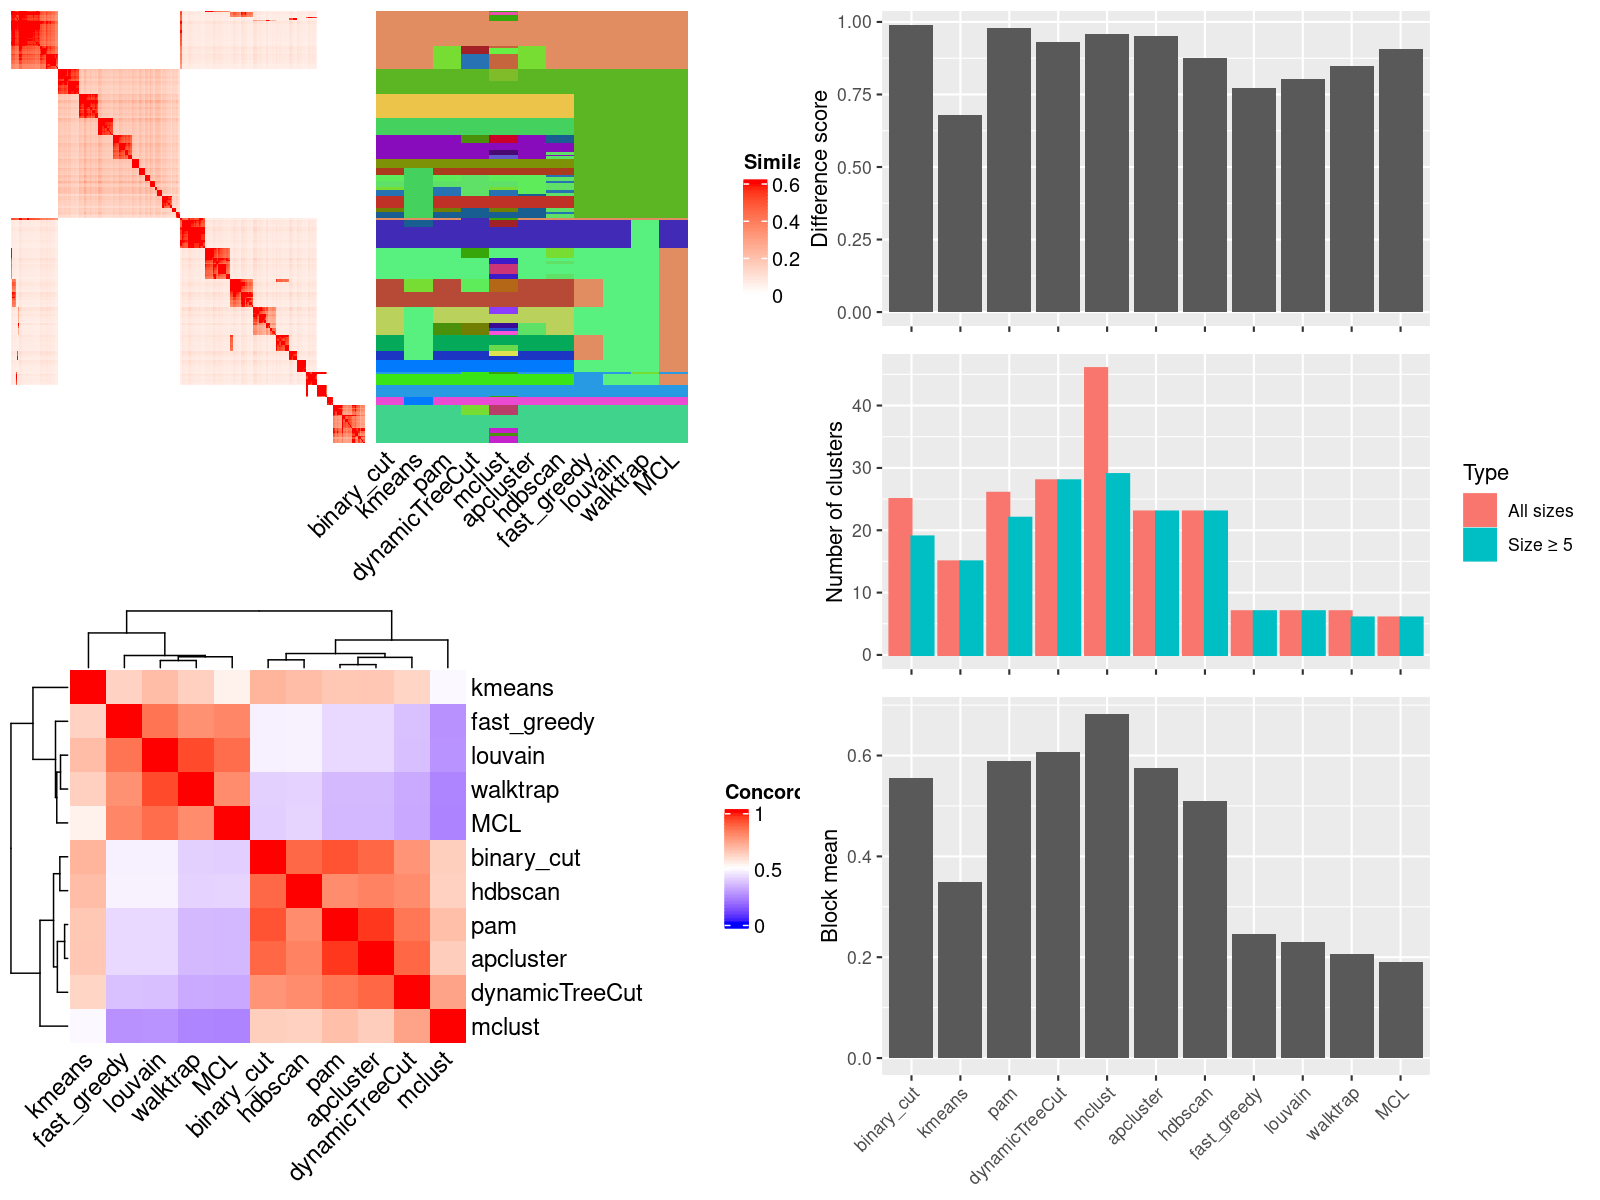 Simila
0.6
0.4
0.2
0
binary_cut
kmeans
pam
dynamicTreeCut
mclust
apcluster
hdbscan
fast_greedy
louvain
walktrap
MCL
Difference score
1.00
0.75
0.50
0.25
0.00
Number of clusters
40
30
20
10
0
Type
All sizes
Size ≥ 5
kmeans
fast_greedy
louvain
walktrap
MCL
binary_cut
hdbscan
pam
apcluster
dynamicTreeCut
mclust
kmeans
fast_greedy
louvain
walktrap
MCL
binary_cut
hdbscan
pam
apcluster
dynamicTreeCut
mclust
Concord
1
0.5
0
Block mean
0.6
0.4
0.2
0.0
binary_cut
kmeans
pam
dynamicTreeCut
mclust
apcluster
hdbscan
fast_greedy
louvain
walktrap
MCL